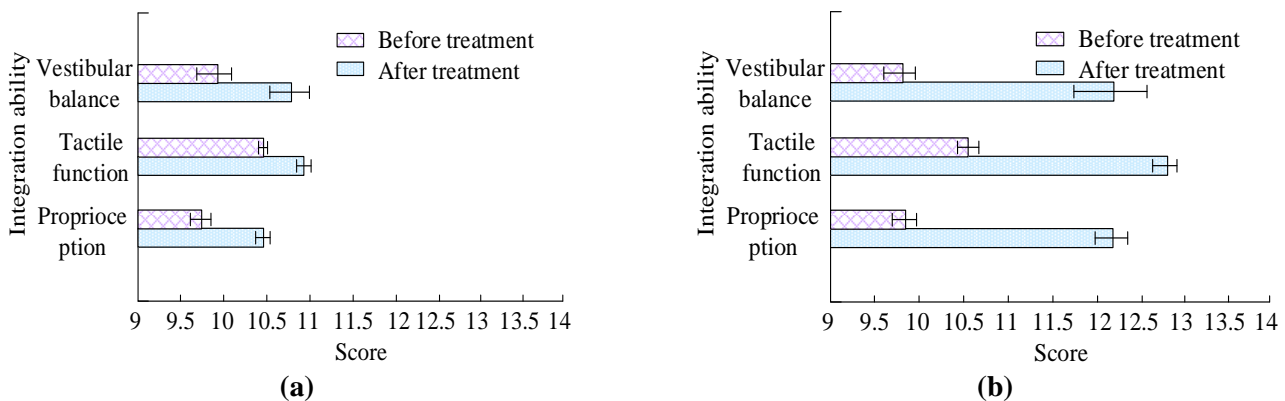 Integration ability
Vestibular
balance
Tactile
function
Proprioce
ption
Before treatment
After treatment
9 9.5 10 10.5 11 11.5 12 12.5 13 13.5 14
Score
(a)
Integration ability
Vestibular
balance
Tactile
function
Proprioce
ption
Before treatment
After treatment
9 9.5 10 10.5 11 11.5 12 12.5 13 13.5 14
Score
(b)